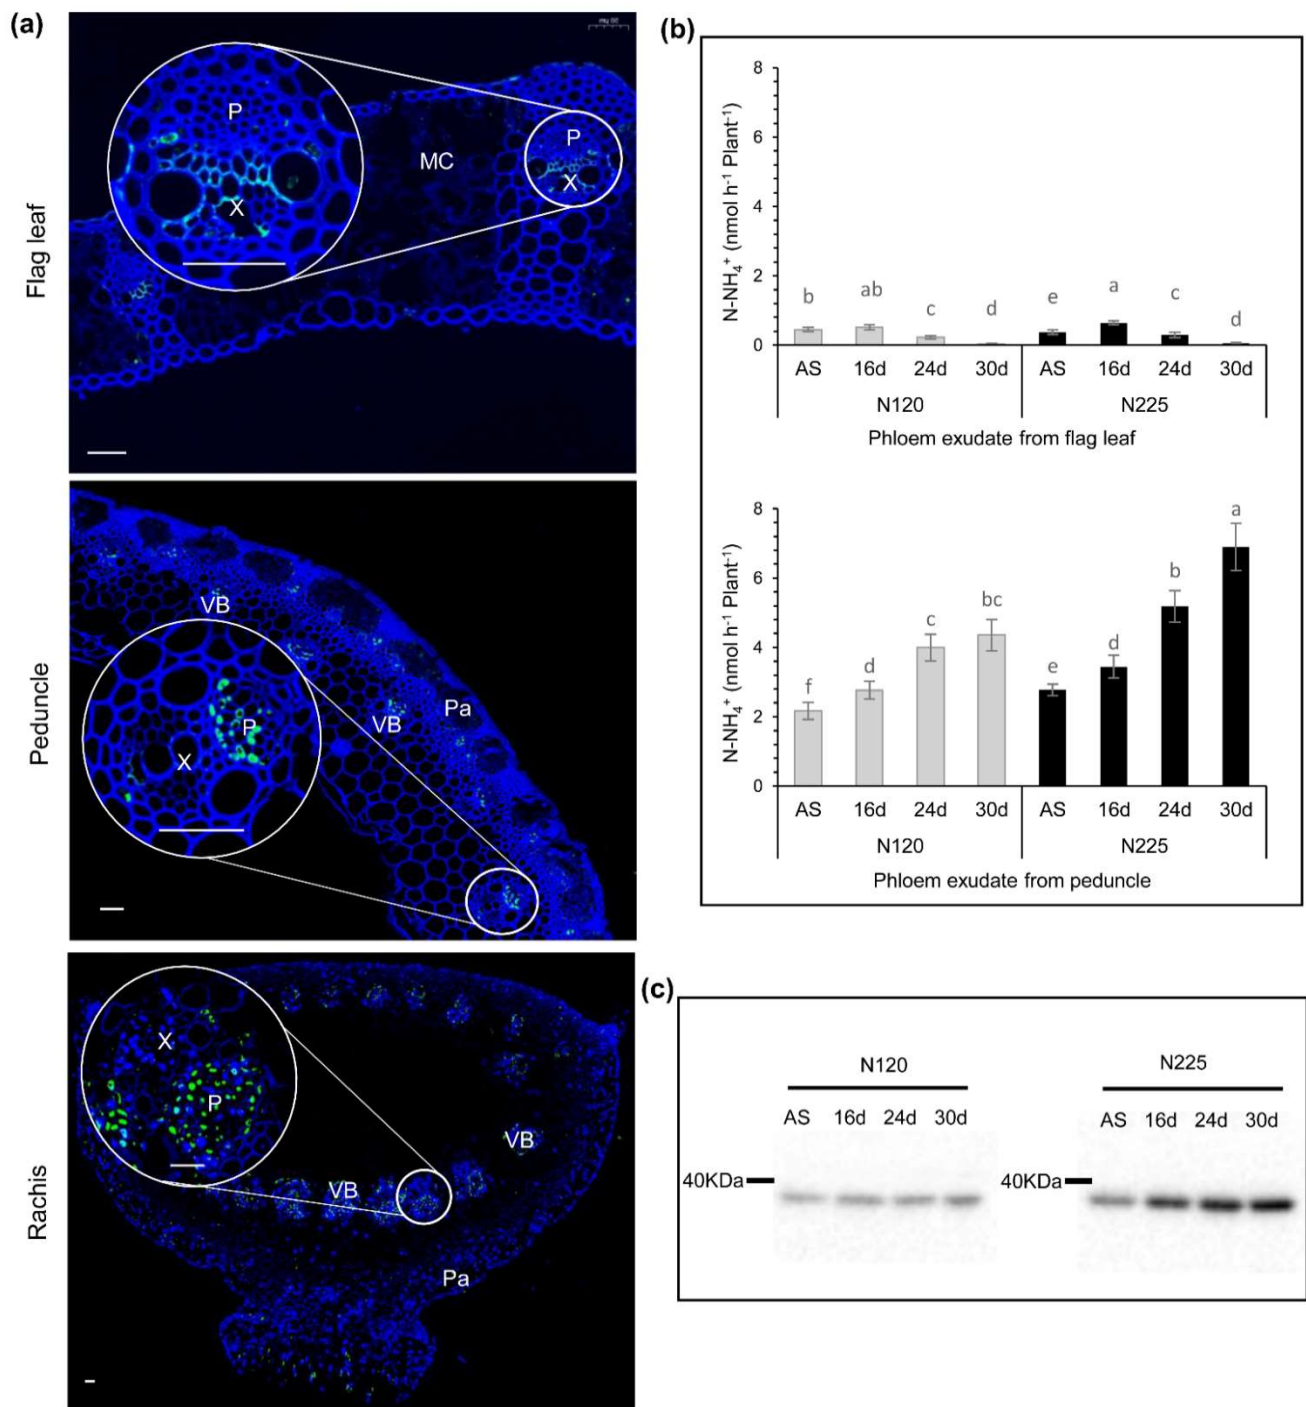 (a)
50 µm
Flag leaf
P
X
MC
P
X
Peduncle
VB
P
X
VB
Pa
Rachis
X
P
VB
VB
Pa
(b)
N-NH₄⁺ (nmol h⁻¹ Plant⁻¹)
8
6
4
2
0
b ab c d e a c d
AS 16d 24d 30d AS 16d 24d 30d
N120 N225
Phloem exudate from flag leaf
N-NH₄⁺ (nmol h⁻¹ Plant⁻¹)
8
6
4
2
0
f d c bc e d b a
AS 16d 24d 30d AS 16d 24d 30d
N120 N225
Phloem exudate from peduncle
(c)
N120 N225
AS 16d 24d 30d AS 16d 24d 30d
40KDa 40KDa